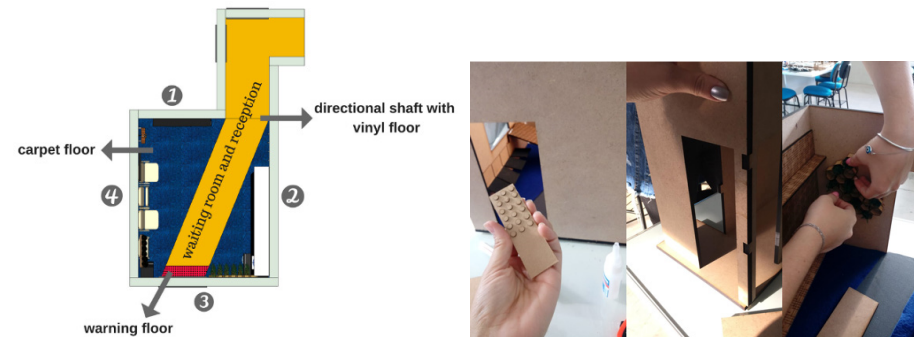 1
waiting room and reception
directional shaft with
vinyl floor
carpet floor
4
2
3
warning floor